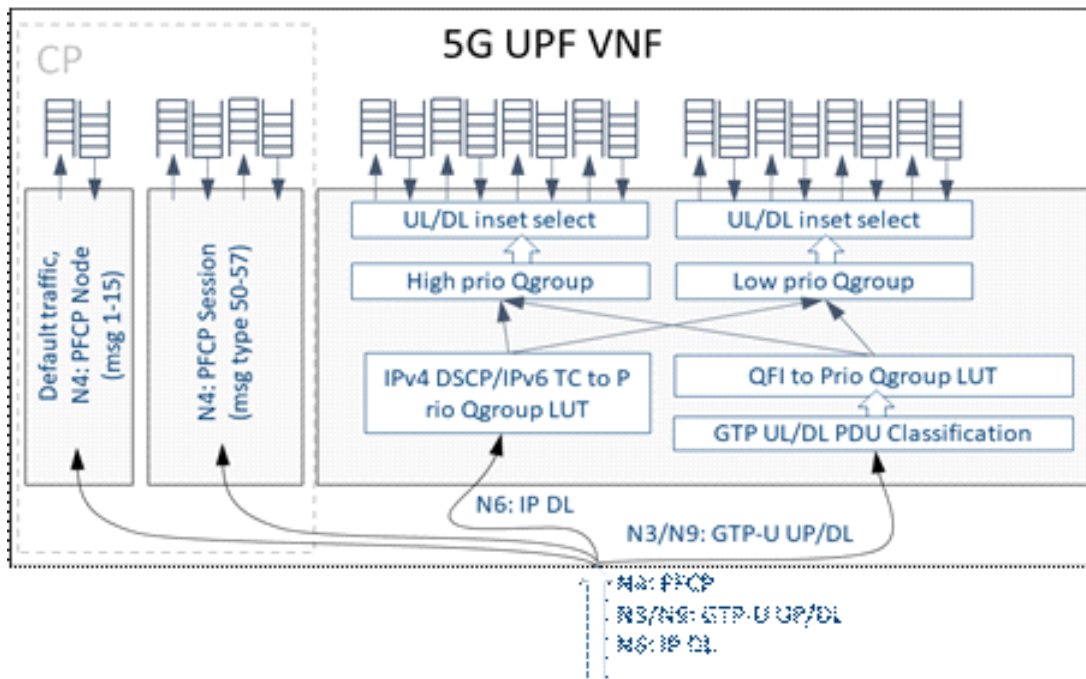 5G UPF VNF
CP
Default traffic,
N4: PFCP Node
(msg 1-15)
N4: PFCP Session
(msg type 50-57)
UL/DL inset select
High prio Qgroup
IPv4 DSCP/IPv6 TC to P
rio Qgroup LUT
UL/DL inset select
Low prio Qgroup
QFI to Prio Qgroup LUT
GTP UL/DL PDU Classification
N6: IP DL
N3/N9: GTP-U UP/DL
N4: PFCP
N3/N9: GTP-U UP/DL
N6: IP DL